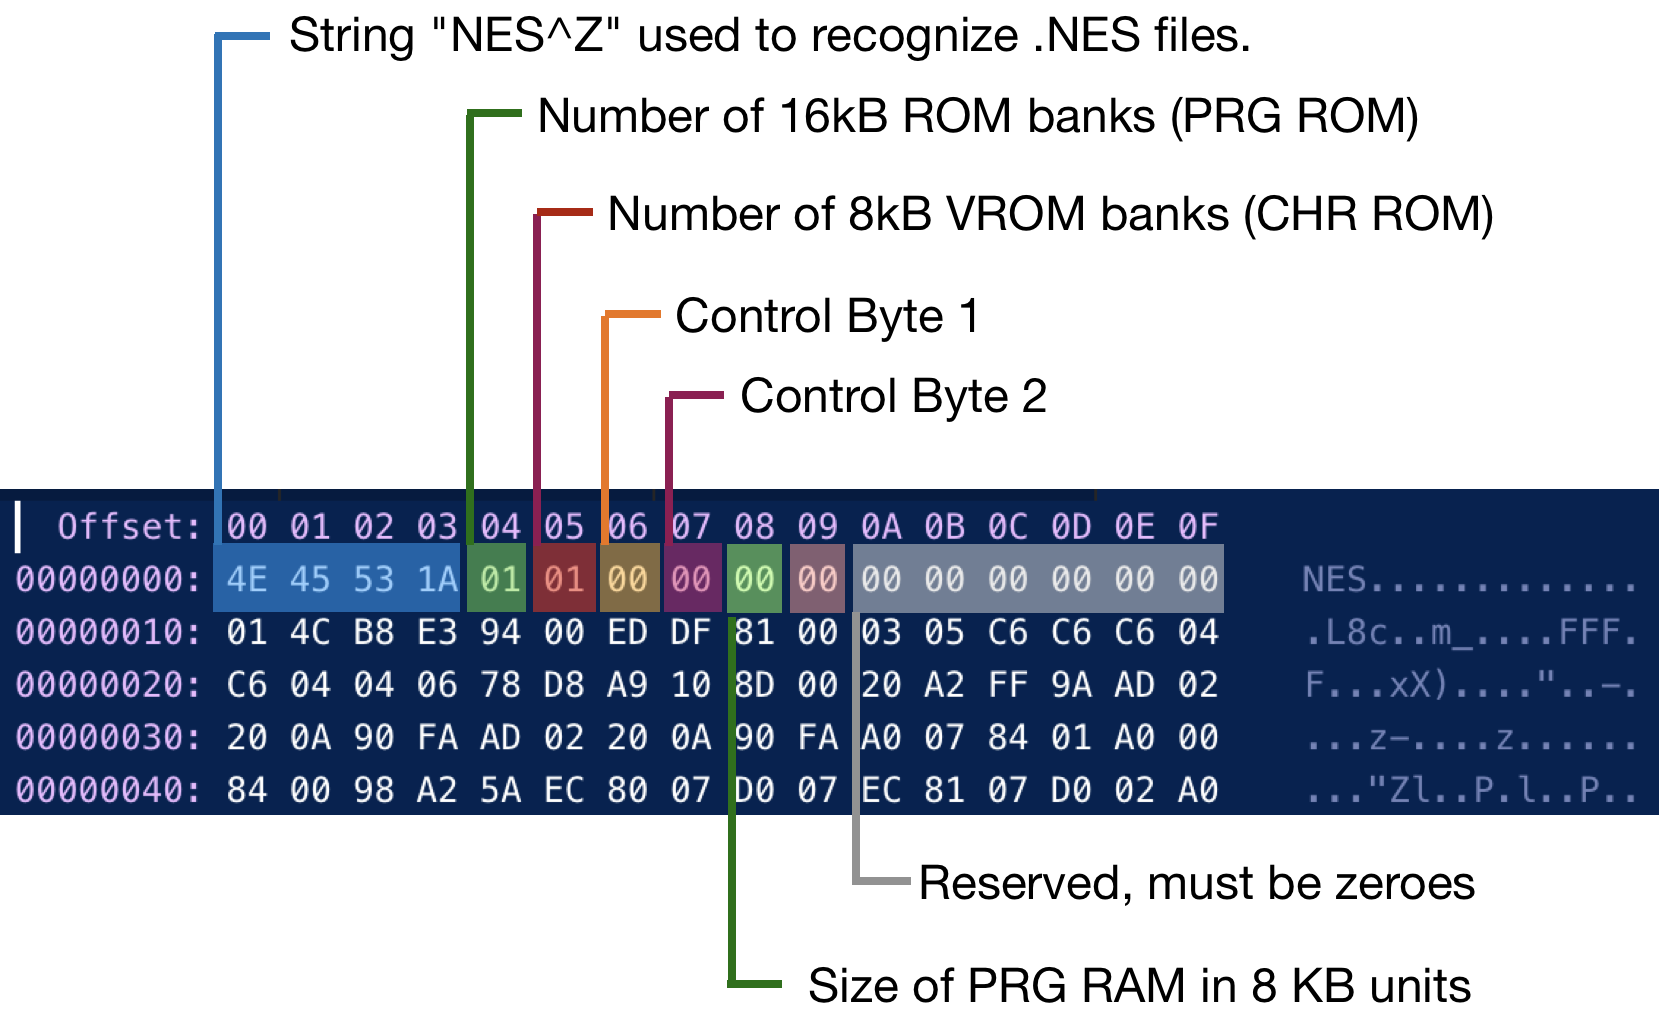 String "NES^Z" used to recognize .NES files.
Number of 16kB ROM banks (PRG ROM)
Number of 8kB VROM banks (CHR ROM)
Control Byte 1
Control Byte 2
Offset: 00 01 02 03 04 05 06 07 08 09 0A 0B 0C 0D 0E 0F
00000000: 4E 45 53 1A 01 01 00 00 00 00 00 00 00 00 00 00 NES.............
00000010: 01 4C B8 E3 94 00 ED DF 81 00 03 05 C6 C6 C6 04 .L8c..m_....FFF.
00000020: C6 04 04 06 78 D8 A9 10 8D 00 20 A2 FF 9A AD 02 F...xX)...."..-.
00000030: 20 0A 90 FA AD 02 20 0A 90 FA A0 07 84 01 A0 00 ...z-....z......
00000040: 84 00 98 A2 5A EC 80 07 D0 07 EC 81 07 D0 02 A0 ..."Zl..P.l..P..
Reserved, must be zeroes
Size of PRG RAM in 8 KB units